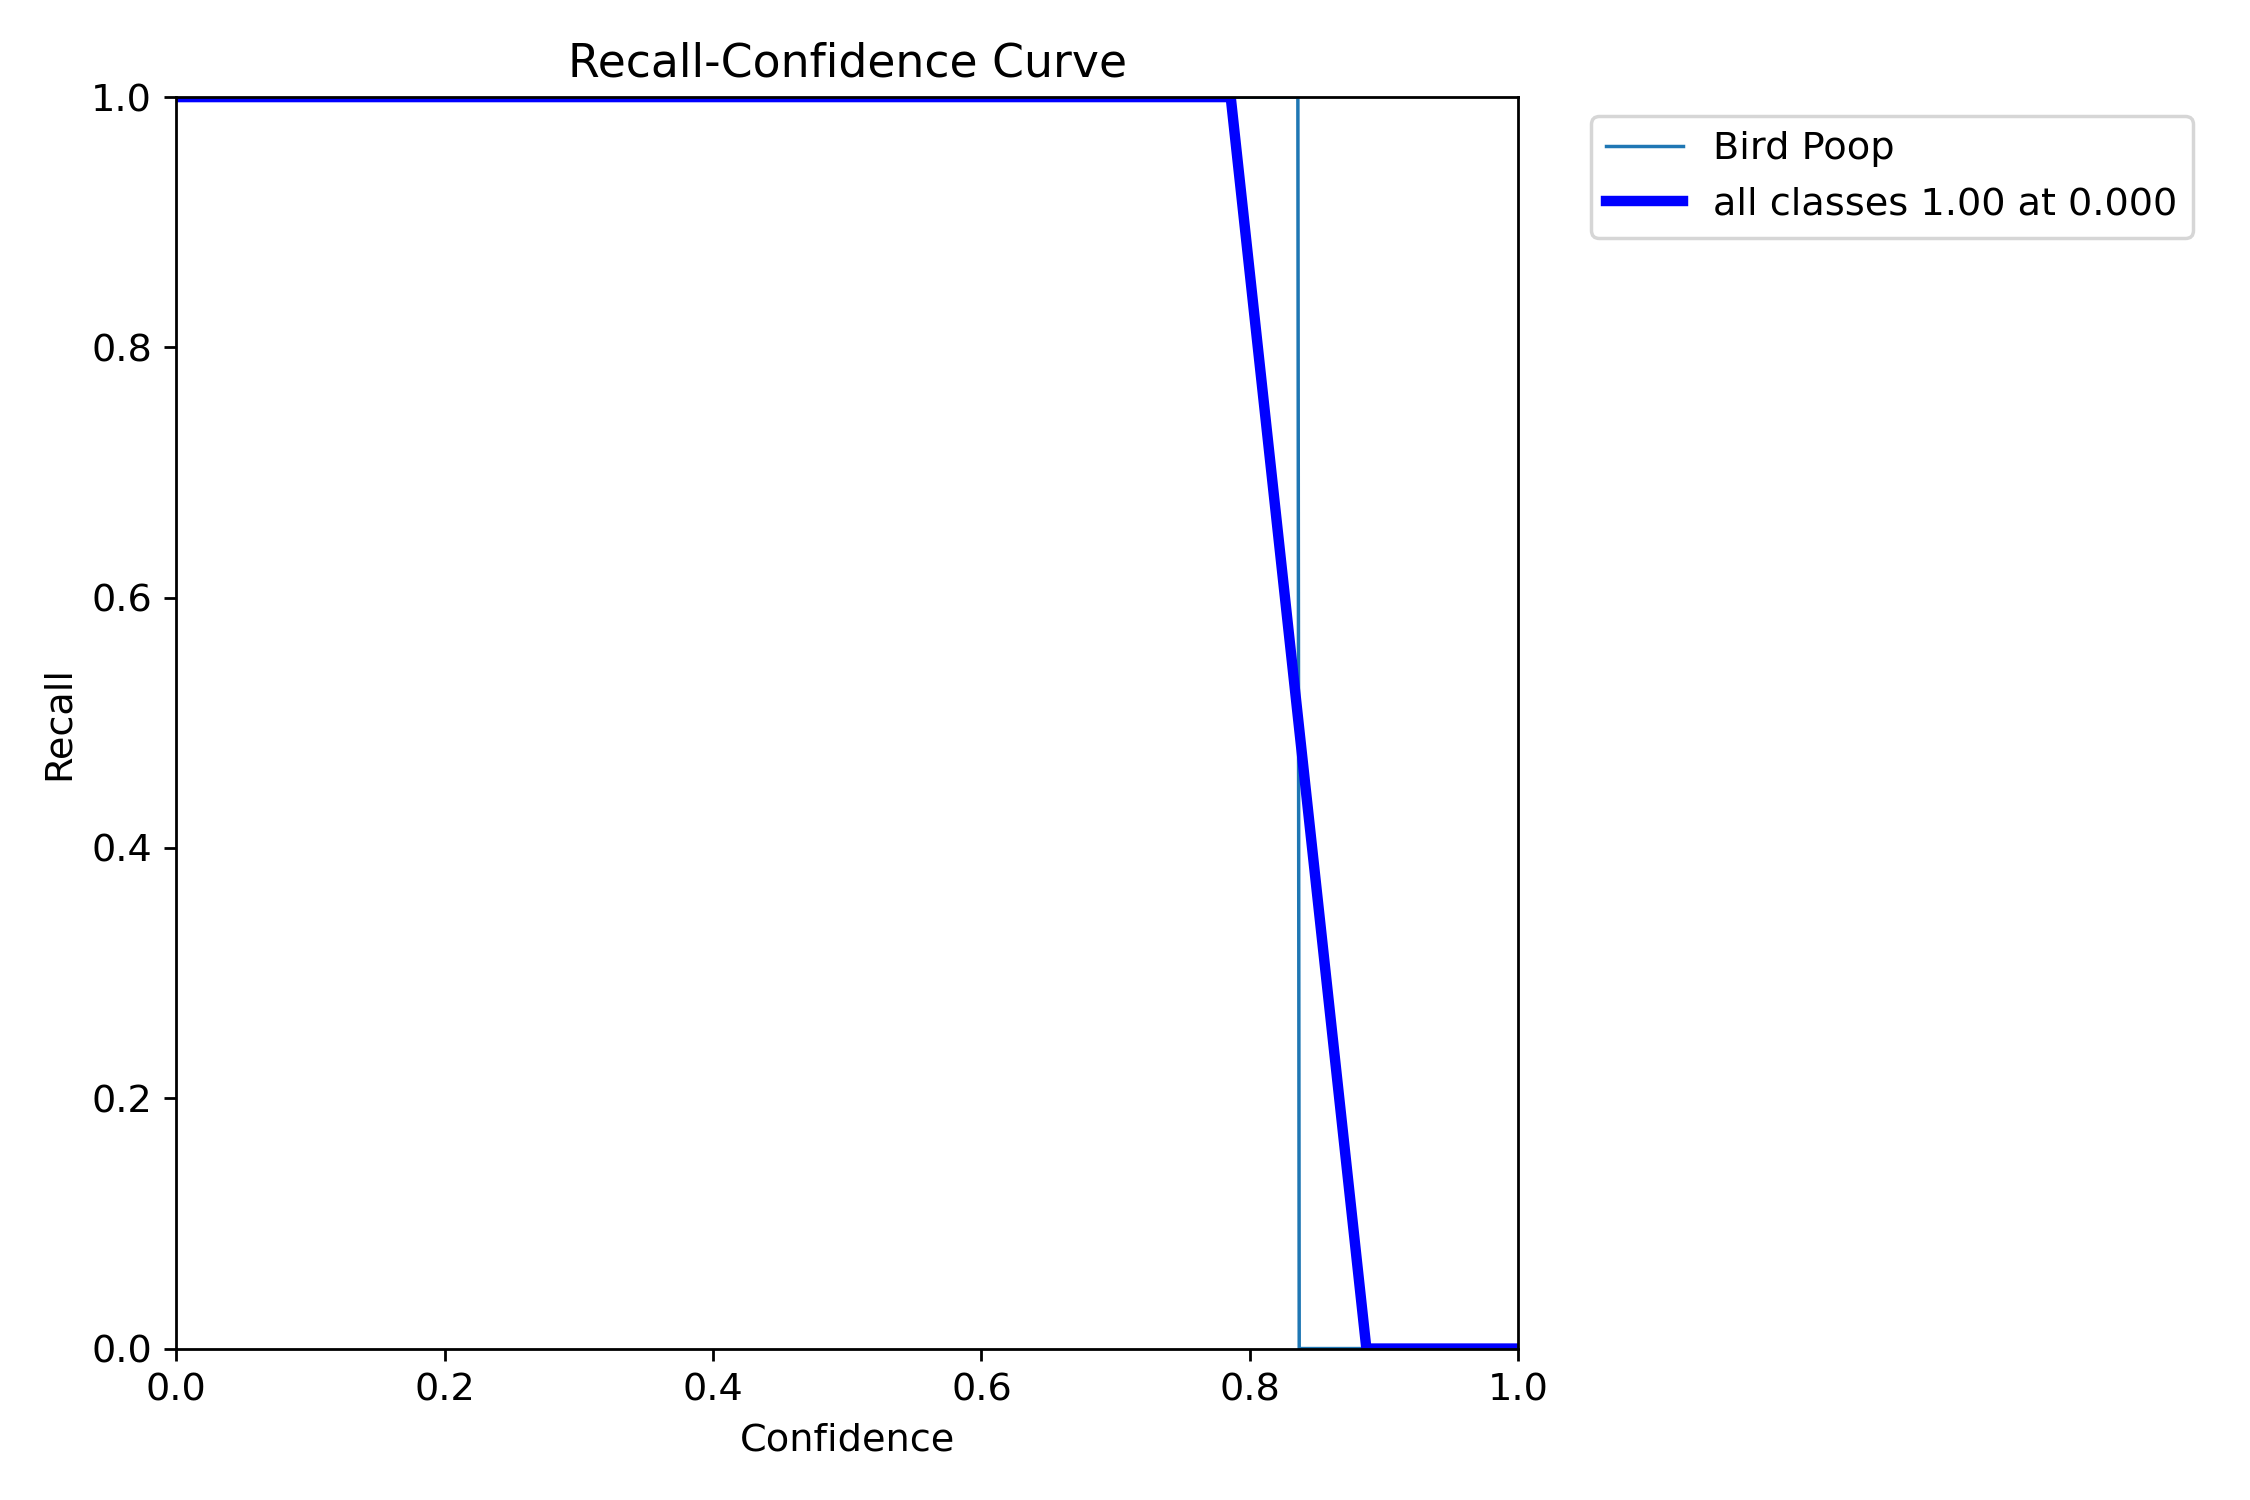 Recall-Confidence Curve
1.0
0.8
0.6
0.4
0.2
0.0
Recall
0.0 0.2 0.4 0.6 0.8 1.0
Confidence
Bird Poop
all classes 1.00 at 0.000